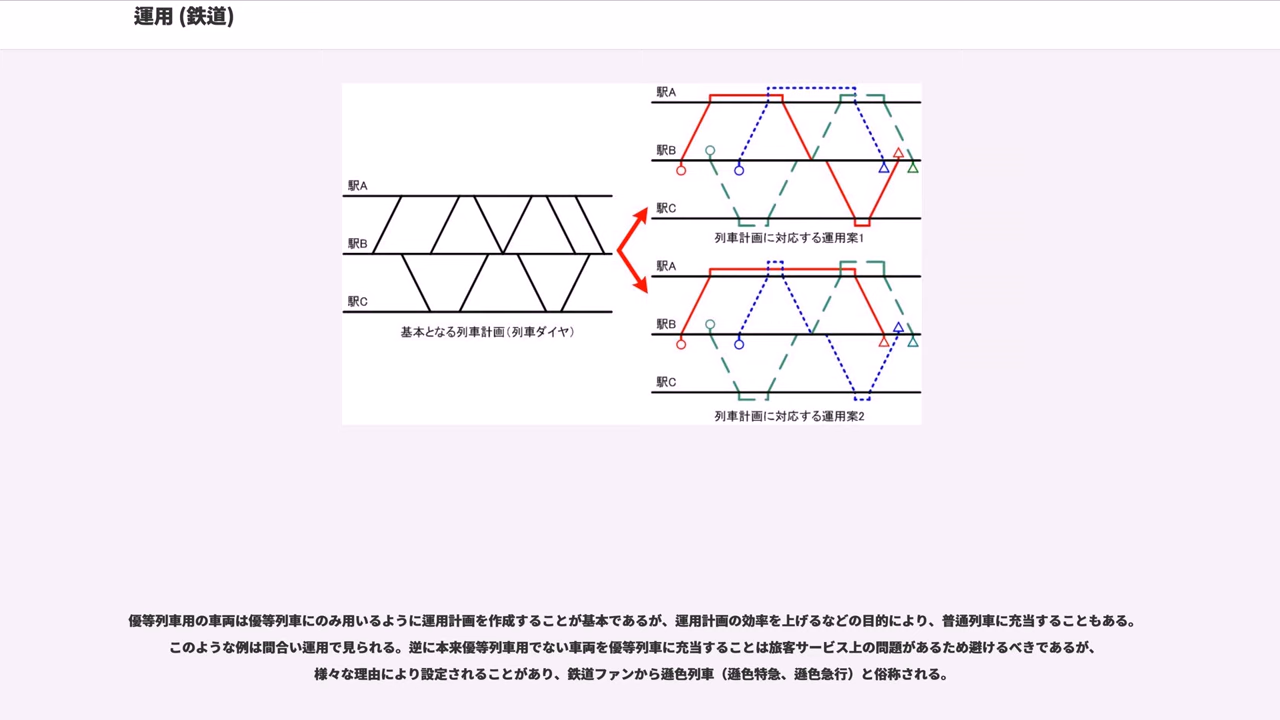 運用 (鉄道)
駅A
駅B
駅C
基本となる列車計画(列車ダイヤ)
駅A
駅B
駅C
列車計画に対応する運用案1
駅A
駅B
駅C
列車計画に対応する運用案2
優等列車用の車両は優等列車にのみ用いるように運用計画を作成することが基本であるが、運用計画の効率を上げるなどの目的により、普通列車に充当することもある。
このような例は間合い運用で見られる。逆に本来優等列車用でない車両を優等列車に充当することは旅客サービス上の問題があるため避けるべきであるが、
様々な理由により設定されることがあり、鉄道ファンから遜色列車（遜色特急、遜色急行）と俗称される。